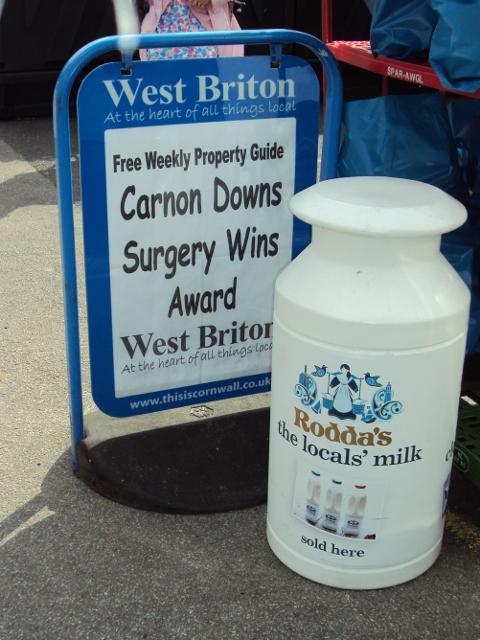 SPAR-AWGL
West Briton
At the heart of all things local
Free Weekly Property Guide
Carnon Downs
Surgery Wins
Award
West Briton
At the heart of all things loca
www.thisiscornwall.co.uk
Rodda's
the locals' milk
sold here